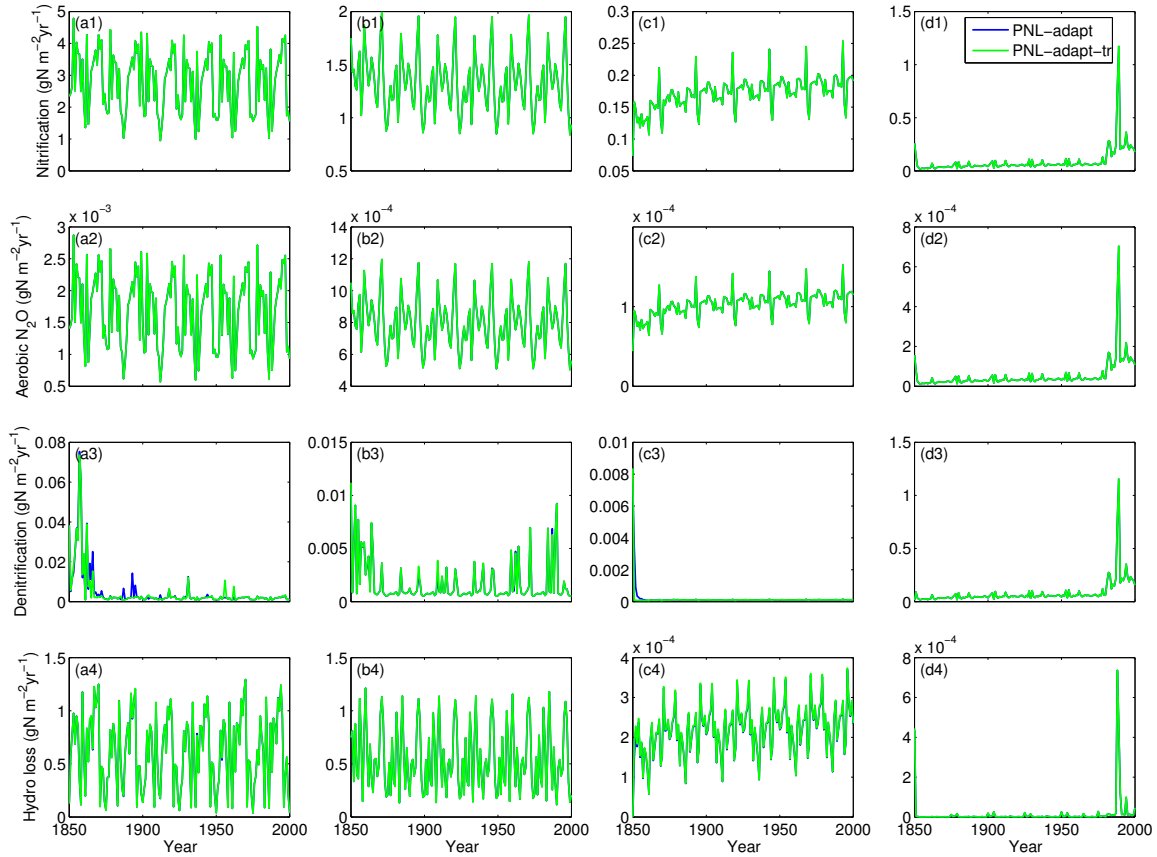 (a1) (b1) (c1) (d1)
PNL−adapt
PNL−adapt−tr
Nitrification (gN m−2yr−1)
5 4 3 2 1 0
2 1.5 1 0.5
0.3 0.25 0.2 0.15 0.1 0.05
1.5 1 0.5 0
x 10−3 x 10−4 x 10−4 x 10−4
(a2) (b2) (c2) (d2)
Aerobic N2O (gN m−2yr−1)
3 2.5 2 1.5 1 0.5
14 12 10 8 6 4
2 1 0
8 6 4 2 0
(a3) (b3) (c3) (d3)
Denitrification (gN m−2yr−1)
0.08 0.06 0.04 0.02 0
0.015 0.01 0.005 0
0.01 0.008 0.006 0.004 0.002 0
1.5 1 0.5 0
x 10−4 x 10−4
(a4) (b4) (c4) (d4)
Hydro loss (gN m−2yr−1)
1.5 1 0.5 0
1.5 1 0.5 0
4 3 2 1 0
8 6 4 2 0
1850 1900 1950 2000 1850 1900 1950 2000 1850 1900 1950 2000 1850 1900 1950 2000
Year Year Year Year